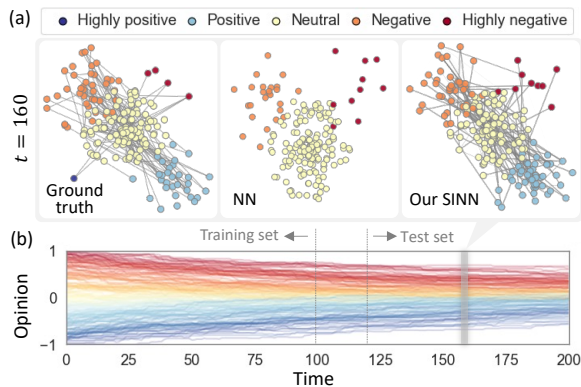 (a) Highly positive Positive Neutral Negative Highly negative
t = 160
Ground truth
NN
Our SINN
(b)
Training set
Test set
Opinion
1
0
−1
0 25 50 75 100 125 150 175 200
Time